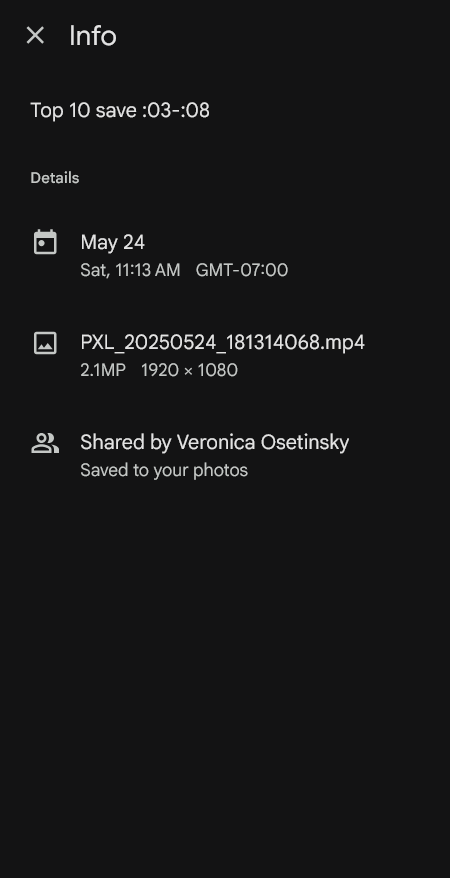 Info
Top 10 save :03-:08
Details
May 24
Sat, 11:13 AM GMT-07:00
PXL_20250524_181314068.mp4
2.1MP 1920 × 1080
Shared by Veronica Osetinsky
Saved to your photos